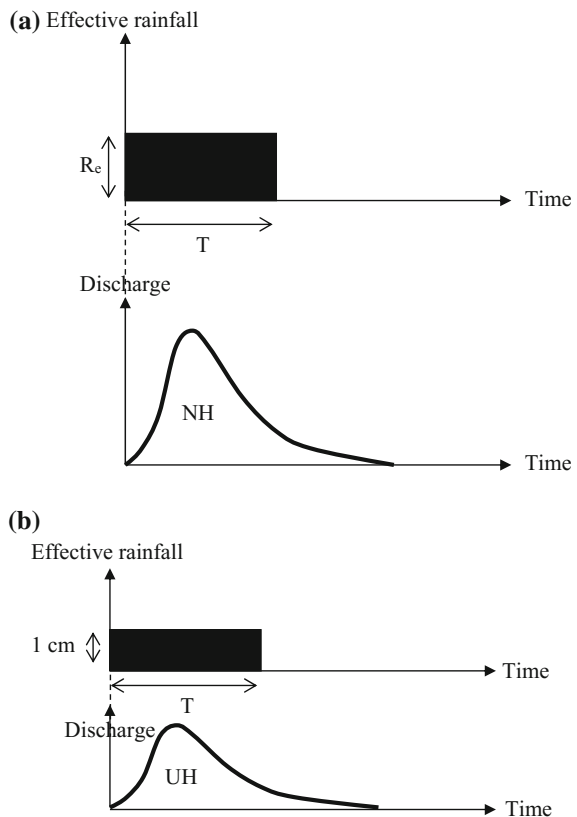 (a) Effective rainfall
Rₑ
Time
T
Discharge
NH
Time
(b)
Effective rainfall
1 cm
Time
T
Discharge
UH
Time